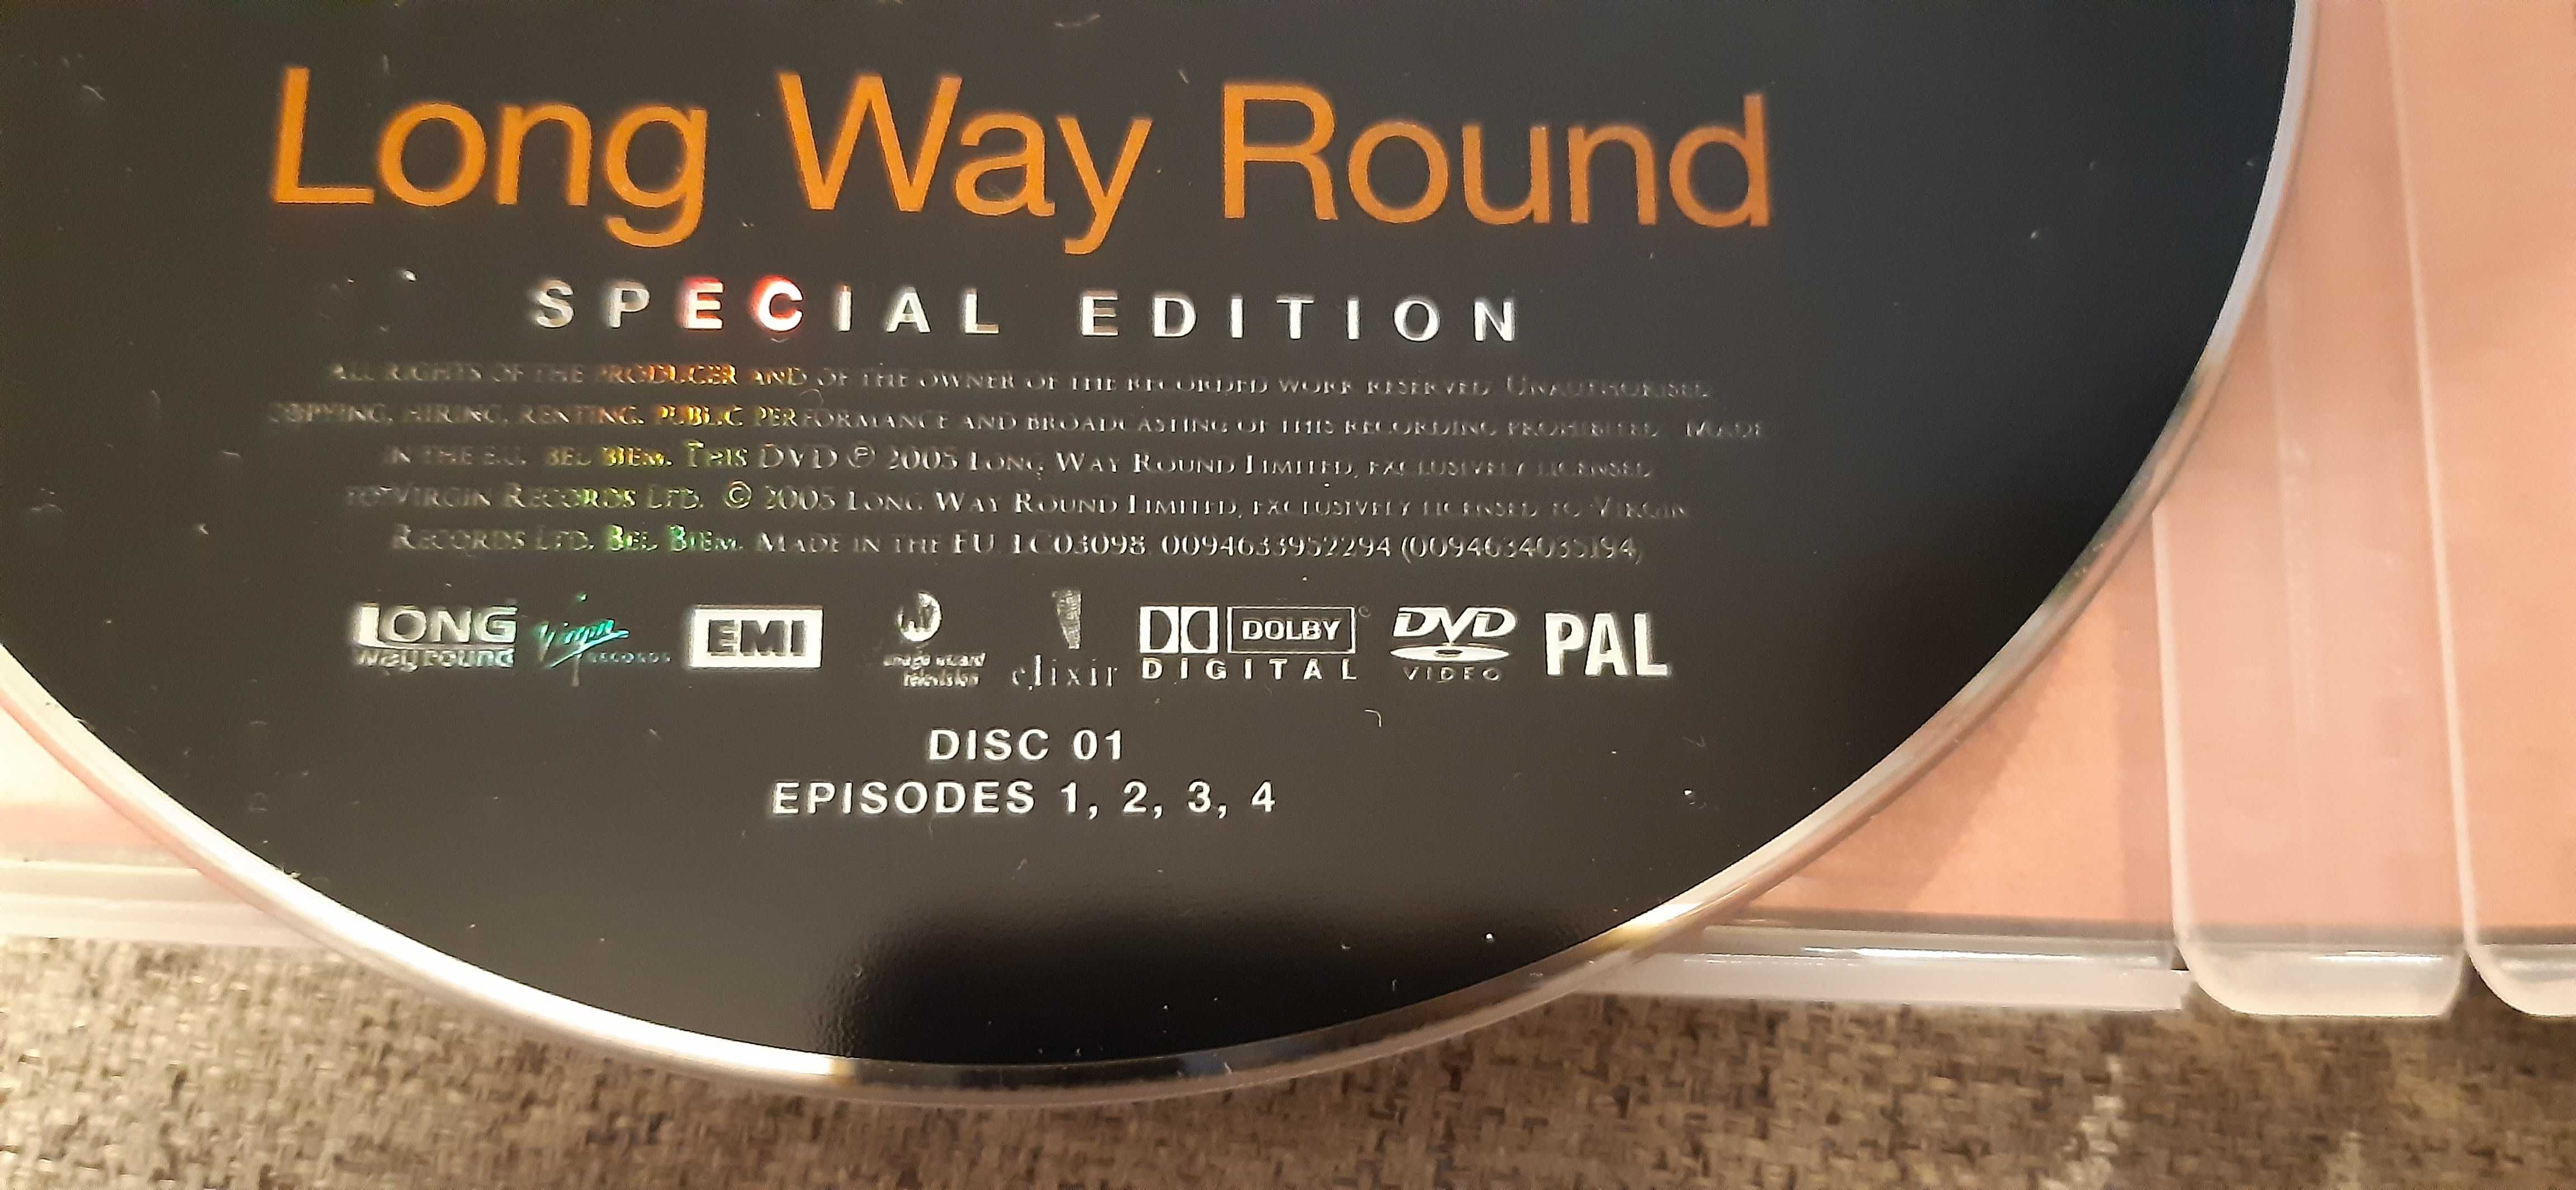 Long Way Round
SPECIAL EDITION
ALL RIGHTS OF THE PRODUCER AND OF THE OWNER OF THE RECORDED WORK RESERVED. UNAUTHORISED
COPYING, HIRING, RENTING, PUBLIC PERFORMANCE AND BROADCASTING OF THIS RECORDING PROHIBITED. MADE
IN THE E.U. BEL BIEM. THIS DVD ℗ 2005 LONG WAY ROUND LIMITED, EXCLUSIVELY LICENSED
TO VIRGIN RECORDS LTD. © 2005 LONG WAY ROUND LIMITED, EXCLUSIVELY LICENSED TO VIRGIN
RECORDS LTD. BEL BIEM. MADE IN THE EU LC03098 0094633952294 (0094634035194)
LONG wayround Virgin RECORDS EMI image wizard television elixir DOLBY DIGITAL DVD VIDEO PAL
DISC 01
EPISODES 1, 2, 3, 4